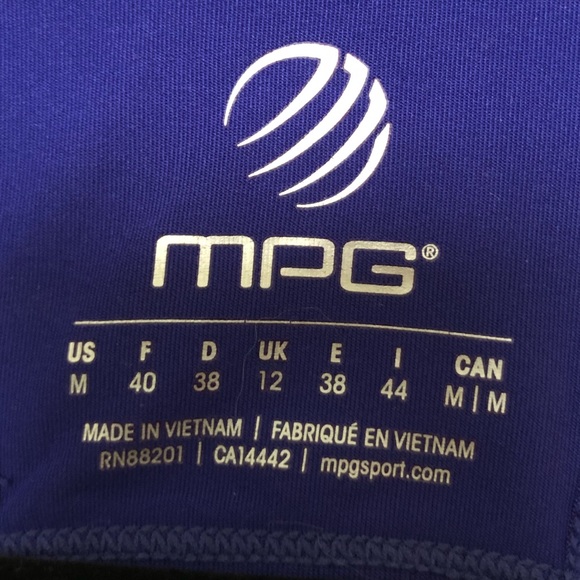 MPG®
US F D UK E I CAN
M 40 38 12 38 44 M|M
MADE IN VIETNAM | FABRIQUÉ EN VIETNAM
RN88201 | CA14442 | mpgsport.com